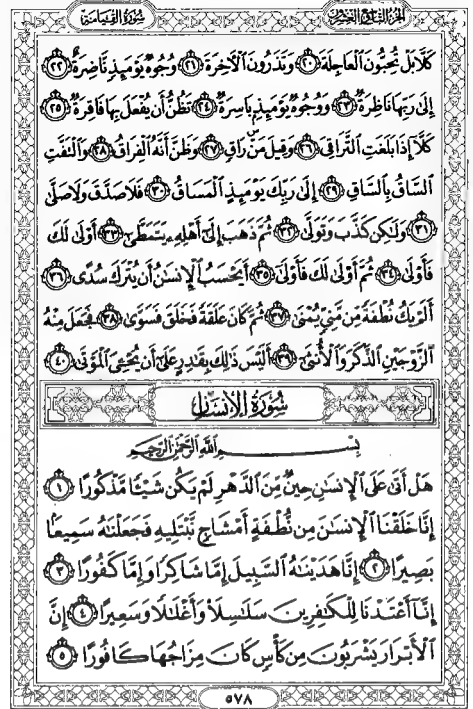 الجزء التاسع والعشرون سورة القيامة
كَلَّا بَلْ تُحِبُّونَ ٱلْعَاجِلَةَ ٢٠ وَتَذَرُونَ ٱلْأَخِرَةَ ٢١ وُجُوهٌ يَوْمَئِذٍ نَّاضِرَةٌ ٢٢
إِلَىٰ رَبِّهَا نَاظِرَةٌ ٢٣ وَوُجُوهٌ يَوْمَئِذٍۭ بَاسِرَةٌ ٢٤ تَظُنُّ أَن يُفْعَلَ بِهَا فَاقِرَةٌ ٢٥
كَلَّآ إِذَا بَلَغَتِ ٱلتَّرَاقِىَ ٢٦ وَقِيلَ مَنْ ۜ رَاقٍ ٢٧ وَظَنَّ أَنَّهُ ٱلْفِرَاقُ ٢٨ وَٱلْتَفَّتِ
ٱلسَّاقُ بِٱلسَّاقِ ٢٩ إِلَىٰ رَبِّكَ يَوْمَئِذٍ ٱلْمَسَاقُ ٣٠ فَلَا صَدَّقَ وَلَا صَلَّىٰ
٣١ وَلَٰكِن كَذَّبَ وَتَوَلَّىٰ ٣٢ ثُمَّ ذَهَبَ إِلَىٰٓ أَهْلِهِۦ يَتَمَطَّىٰٓ ٣٣ أَوْلَىٰ لَكَ
فَأَوْلَىٰ ٣٤ ثُمَّ أَوْلَىٰ لَكَ فَأَوْلَىٰٓ ٣٥ أَيَحْسَبُ ٱلْإِنسَٰنُ أَن يُتْرَكَ سُدًى ٣٦
أَلَمْ يَكُ نُطْفَةً مِّن مَّنِىٍّ يُمْنَىٰ ٣٧ ثُمَّ كَانَ عَلَقَةً فَخَلَقَ فَسَوَّىٰ ٣٨ فَجَعَلَ مِنْهُ
ٱلزَّوْجَيْنِ ٱلذَّكَرَ وَٱلْأُنثَىٰٓ ٣٩ أَلَيْسَ ذَٰلِكَ بِقَٰدِرٍ عَلَىٰٓ أَن يُحْـِۧىَ ٱلْمَوْتَىٰ ٤٠
سُورَةُ الإِنسَانِ
بِسْمِ ٱللَّهِ ٱلرَّحْمَٰنِ ٱلرَّحِيمِ
هَلْ أَتَىٰ عَلَى ٱلْإِنسَٰنِ حِينٌ مِّنَ ٱلدَّهْرِ لَمْ يَكُن شَيْـًٔا مَّذْكُورًا ١
إِنَّا خَلَقْنَا ٱلْإِنسَٰنَ مِن نُّطْفَةٍ أَمْشَاجٍ نَّبْتَلِيهِ فَجَعَلْنَٰهُ سَمِيعًۢا
بَصِيرًا ٢ إِنَّا هَدَيْنَٰهُ ٱلسَّبِيلَ إِمَّا شَاكِرًا وَإِمَّا كَفُورًا ٣
إِنَّآ أَعْتَدْنَا لِلْكَٰفِرِينَ سَلَٰسِلَا۟ وَأَغْلَٰلًا وَسَعِيرًا ٤ إِنَّ
ٱلْأَبْرَارَ يَشْرَبُونَ مِن كَأْسٍ كَانَ مِزَاجُهَا كَافُورًا ٥
٥٧٨